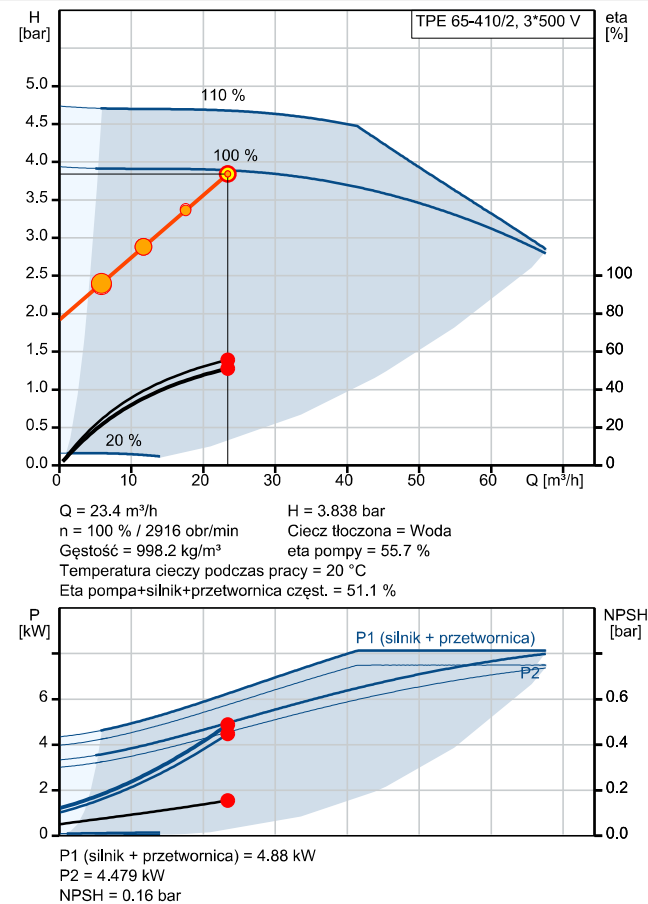 H
[bar]
TPE 65-410/2, 3*500 V
eta
[%]
110 %
100 %
20 %
5.0
4.5
4.0
3.5
3.0
2.5
2.0
1.5
1.0
0.5
0.0
100
80
60
40
20
0
0
10
20
30
40
50
60
Q [m³/h]
Q = 23.4 m³/h
H = 3.838 bar
n = 100 % / 2916 obr/min
Ciecz tłoczona = Woda
Gęstość = 998.2 kg/m³
eta pompy = 55.7 %
Temperatura cieczy podczas pracy = 20 °C
Eta pompa+silnik+przetwornica częst. = 51.1 %
P
[kW]
NPSH
[bar]
P1 (silnik + przetwornica)
P2
6
4
2
0
0.6
0.4
0.2
0.0
P1 (silnik + przetwornica) = 4.88 kW
P2 = 4.479 kW
NPSH = 0.16 bar